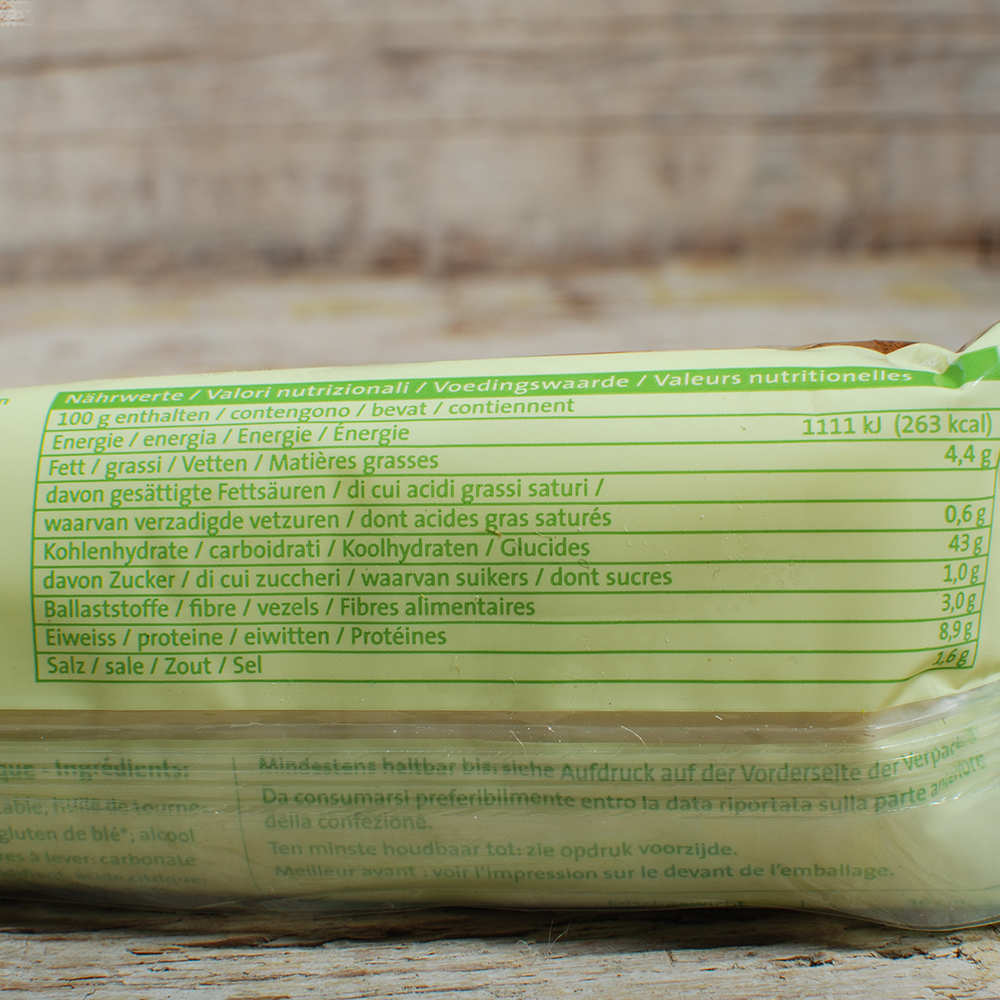 Nährwerte / Valori nutrizionali / Voedingswaarde / Valeurs nutritionelles
100 g enthalten / contengono / bevat / contiennent
Energie / energia / Energie / Énergie 1111 kJ (263 kcal)
Fett / grassi / Vetten / Matières grasses 4,4 g
davon gesättigte Fettsäuren / di cui acidi grassi saturi /
waarvan verzadigde vetzuren / dont acides gras saturés 0,6 g
Kohlenhydrate / carboidrati / Koolhydraten / Glucides 43 g
davon Zucker / di cui zuccheri / waarvan suikers / dont sucres 1,0 g
Ballaststoffe / fibre / vezels / Fibres alimentaires 3,0 g
Eiweiss / proteine / eiwitten / Protéines 8,9 g
Salz / sale / Zout / Sel 1,6 g
Ingrédients:
huile de
gluten de blé*, alcool
à lever: carbonate
Mindestens haltbar bis: siehe Aufdruck auf der Vorderseite der
Da consumarsi preferibilmente entro la data riportata sulla parte
della confezione.
Ten minste houdbaar tot: zie opdruk voorzijde.
Meilleur avant : voir l'impression sur le devant de l'emballage.